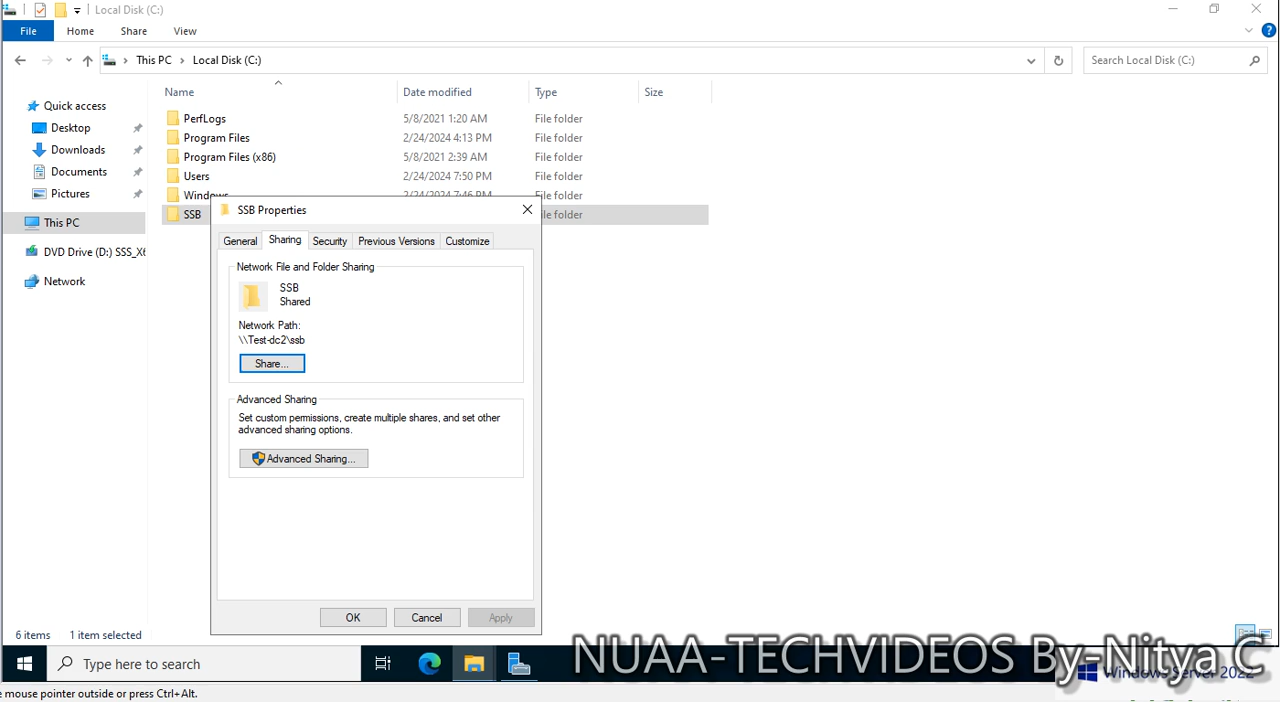 Local Disk (C:)
File Home Share View
This PC Local Disk (C:) Search Local Disk (C:)
Name Date modified Type Size
Quick access
Desktop
Downloads
Documents
Pictures
This PC
DVD Drive (D:) SSS_X6
Network
PerfLogs 5/8/2021 1:20 AM File folder
Program Files 2/24/2024 4:13 PM File folder
Program Files (x86) 5/8/2021 2:39 AM File folder
Users 2/24/2024 7:50 PM File folder
Windows 2/24/2024 7:46 PM File folder
SSB ile folder
SSB Properties
General Sharing Security Previous Versions Customize
Network File and Folder Sharing
SSB
Shared
Network Path:
\\Test-dc2\ssb
Share...
Advanced Sharing
Set custom permissions, create multiple shares, and set other
advanced sharing options.
Advanced Sharing...
OK Cancel Apply
6 items 1 item selected
Type here to search
NUAA-TECHVIDEOS By-Nitya C
Windows Server 2022
e mouse pointer outside or press Ctrl+Alt.